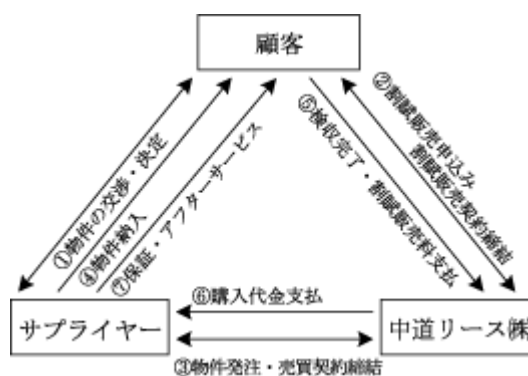 顧客
①物件の交渉・決定
④物件納入
⑦保証・アフターサービス
②割賦販売申込み
割賦販売契約締結
⑤検収完了・割賦販売料支払
⑥購入代金支払
サプライヤー
中道リース㈱
③物件発注・売買契約締結